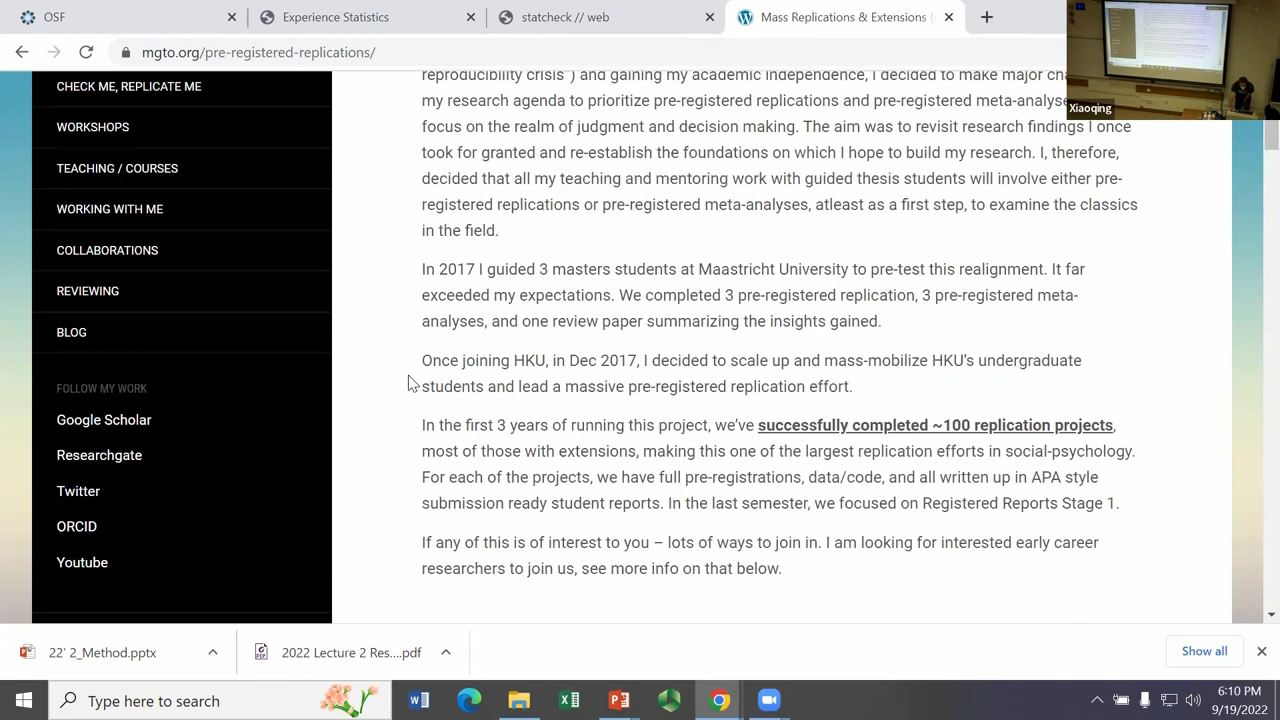 OSF
Experience Statistics
statcheck // web
Mass Replications & Extensions (
mgto.org/pre-registered-replications/
Xiaoqing
CHECK ME, REPLICATE ME
WORKSHOPS
TEACHING / COURSES
WORKING WITH ME
COLLABORATIONS
REVIEWING
BLOG
FOLLOW MY WORK
Google Scholar
Researchgate
Twitter
ORCID
Youtube
reproducibility crisis") and gaining my academic independence, I decided to make major
my research agenda to prioritize pre-registered replications and pre-registered
focus on the realm of judgment and decision making. The aim was to revisit research findings I once
took for granted and re-establish the foundations on which I hope to build my research. I, therefore,
decided that all my teaching and mentoring work with guided thesis students will involve either pre-
registered replications or pre-registered meta-analyses, atleast as a first step, to examine the classics
in the field.
In 2017 I guided 3 masters students at Maastricht University to pre-test this realignment. It far
exceeded my expectations. We completed 3 pre-registered replication, 3 pre-registered meta-
analyses, and one review paper summarizing the insights gained.
Once joining HKU, in Dec 2017, I decided to scale up and mass-mobilize HKU's undergraduate
students and lead a massive pre-registered replication effort.
In the first 3 years of running this project, we've successfully completed ~100 replication projects,
most of those with extensions, making this one of the largest replication efforts in social-psychology.
For each of the projects, we have full pre-registrations, data/code, and all written up in APA style
submission ready student reports. In the last semester, we focused on Registered Reports Stage 1.
If any of this is of interest to you – lots of ways to join in. I am looking for interested early career
researchers to join us, see more info on that below.
22' 2_Method.pptx
2022 Lecture 2 Res....pdf
Show all
Type here to search
6:10 PM
9/19/2022